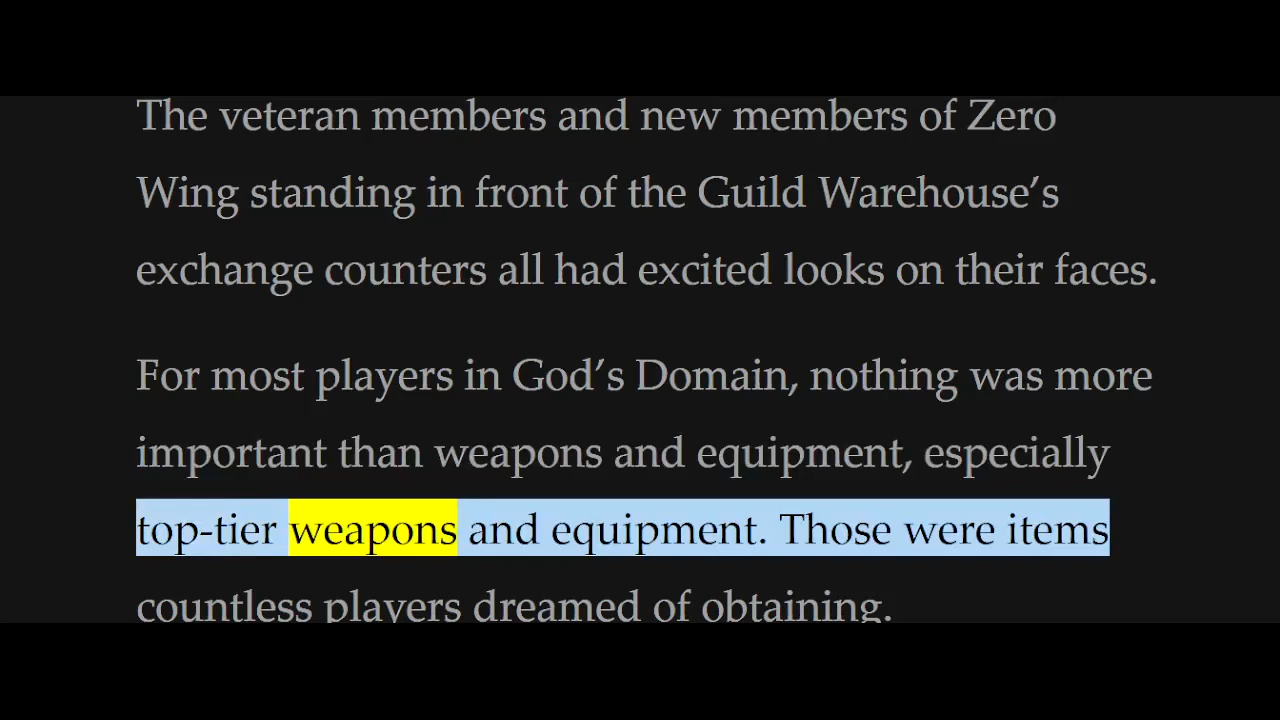 The veteran members and new members of Zero
Wing standing in front of the Guild Warehouse’s
exchange counters all had excited looks on their faces.
For most players in God’s Domain, nothing was more
important than weapons and equipment, especially
top-tier weapons and equipment. Those were items
countless players dreamed of obtaining.